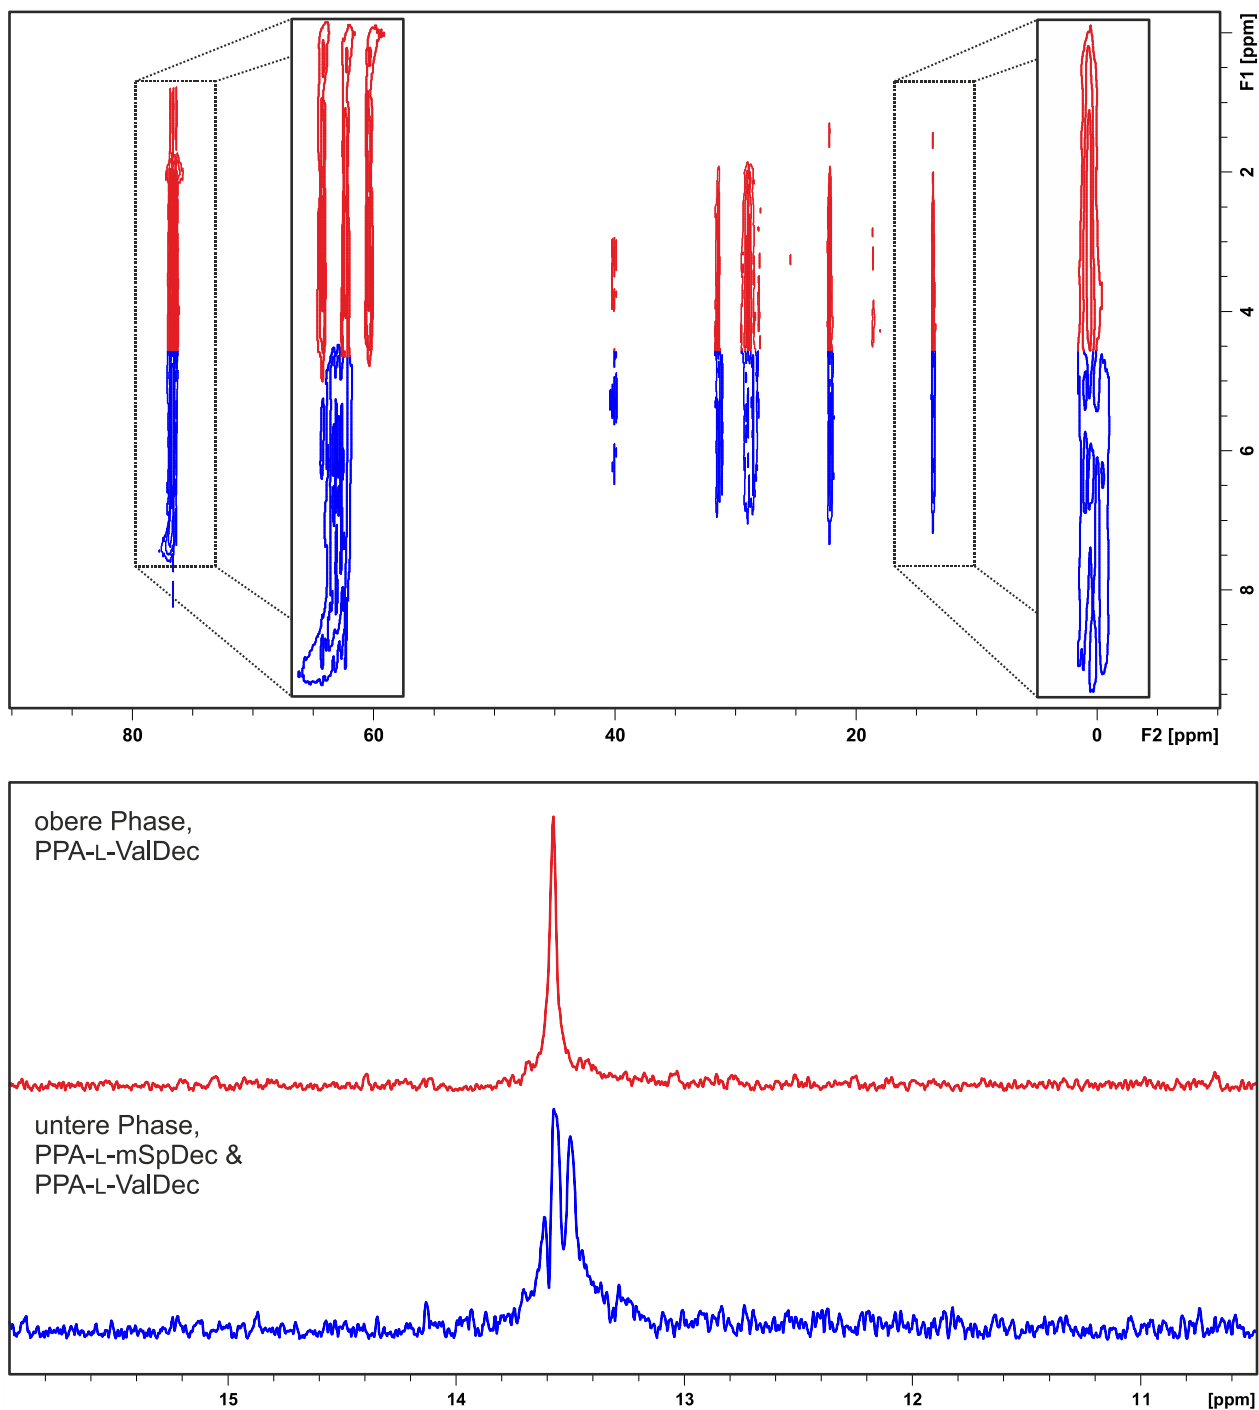 F1 [ppm]
2
4
6
8
80
60
40
20
0
F2 [ppm]
obere Phase,
PPA-L-ValDec
untere Phase,
PPA-L-mSpDec &
PPA-L-ValDec
15
14
13
12
11
[ppm]